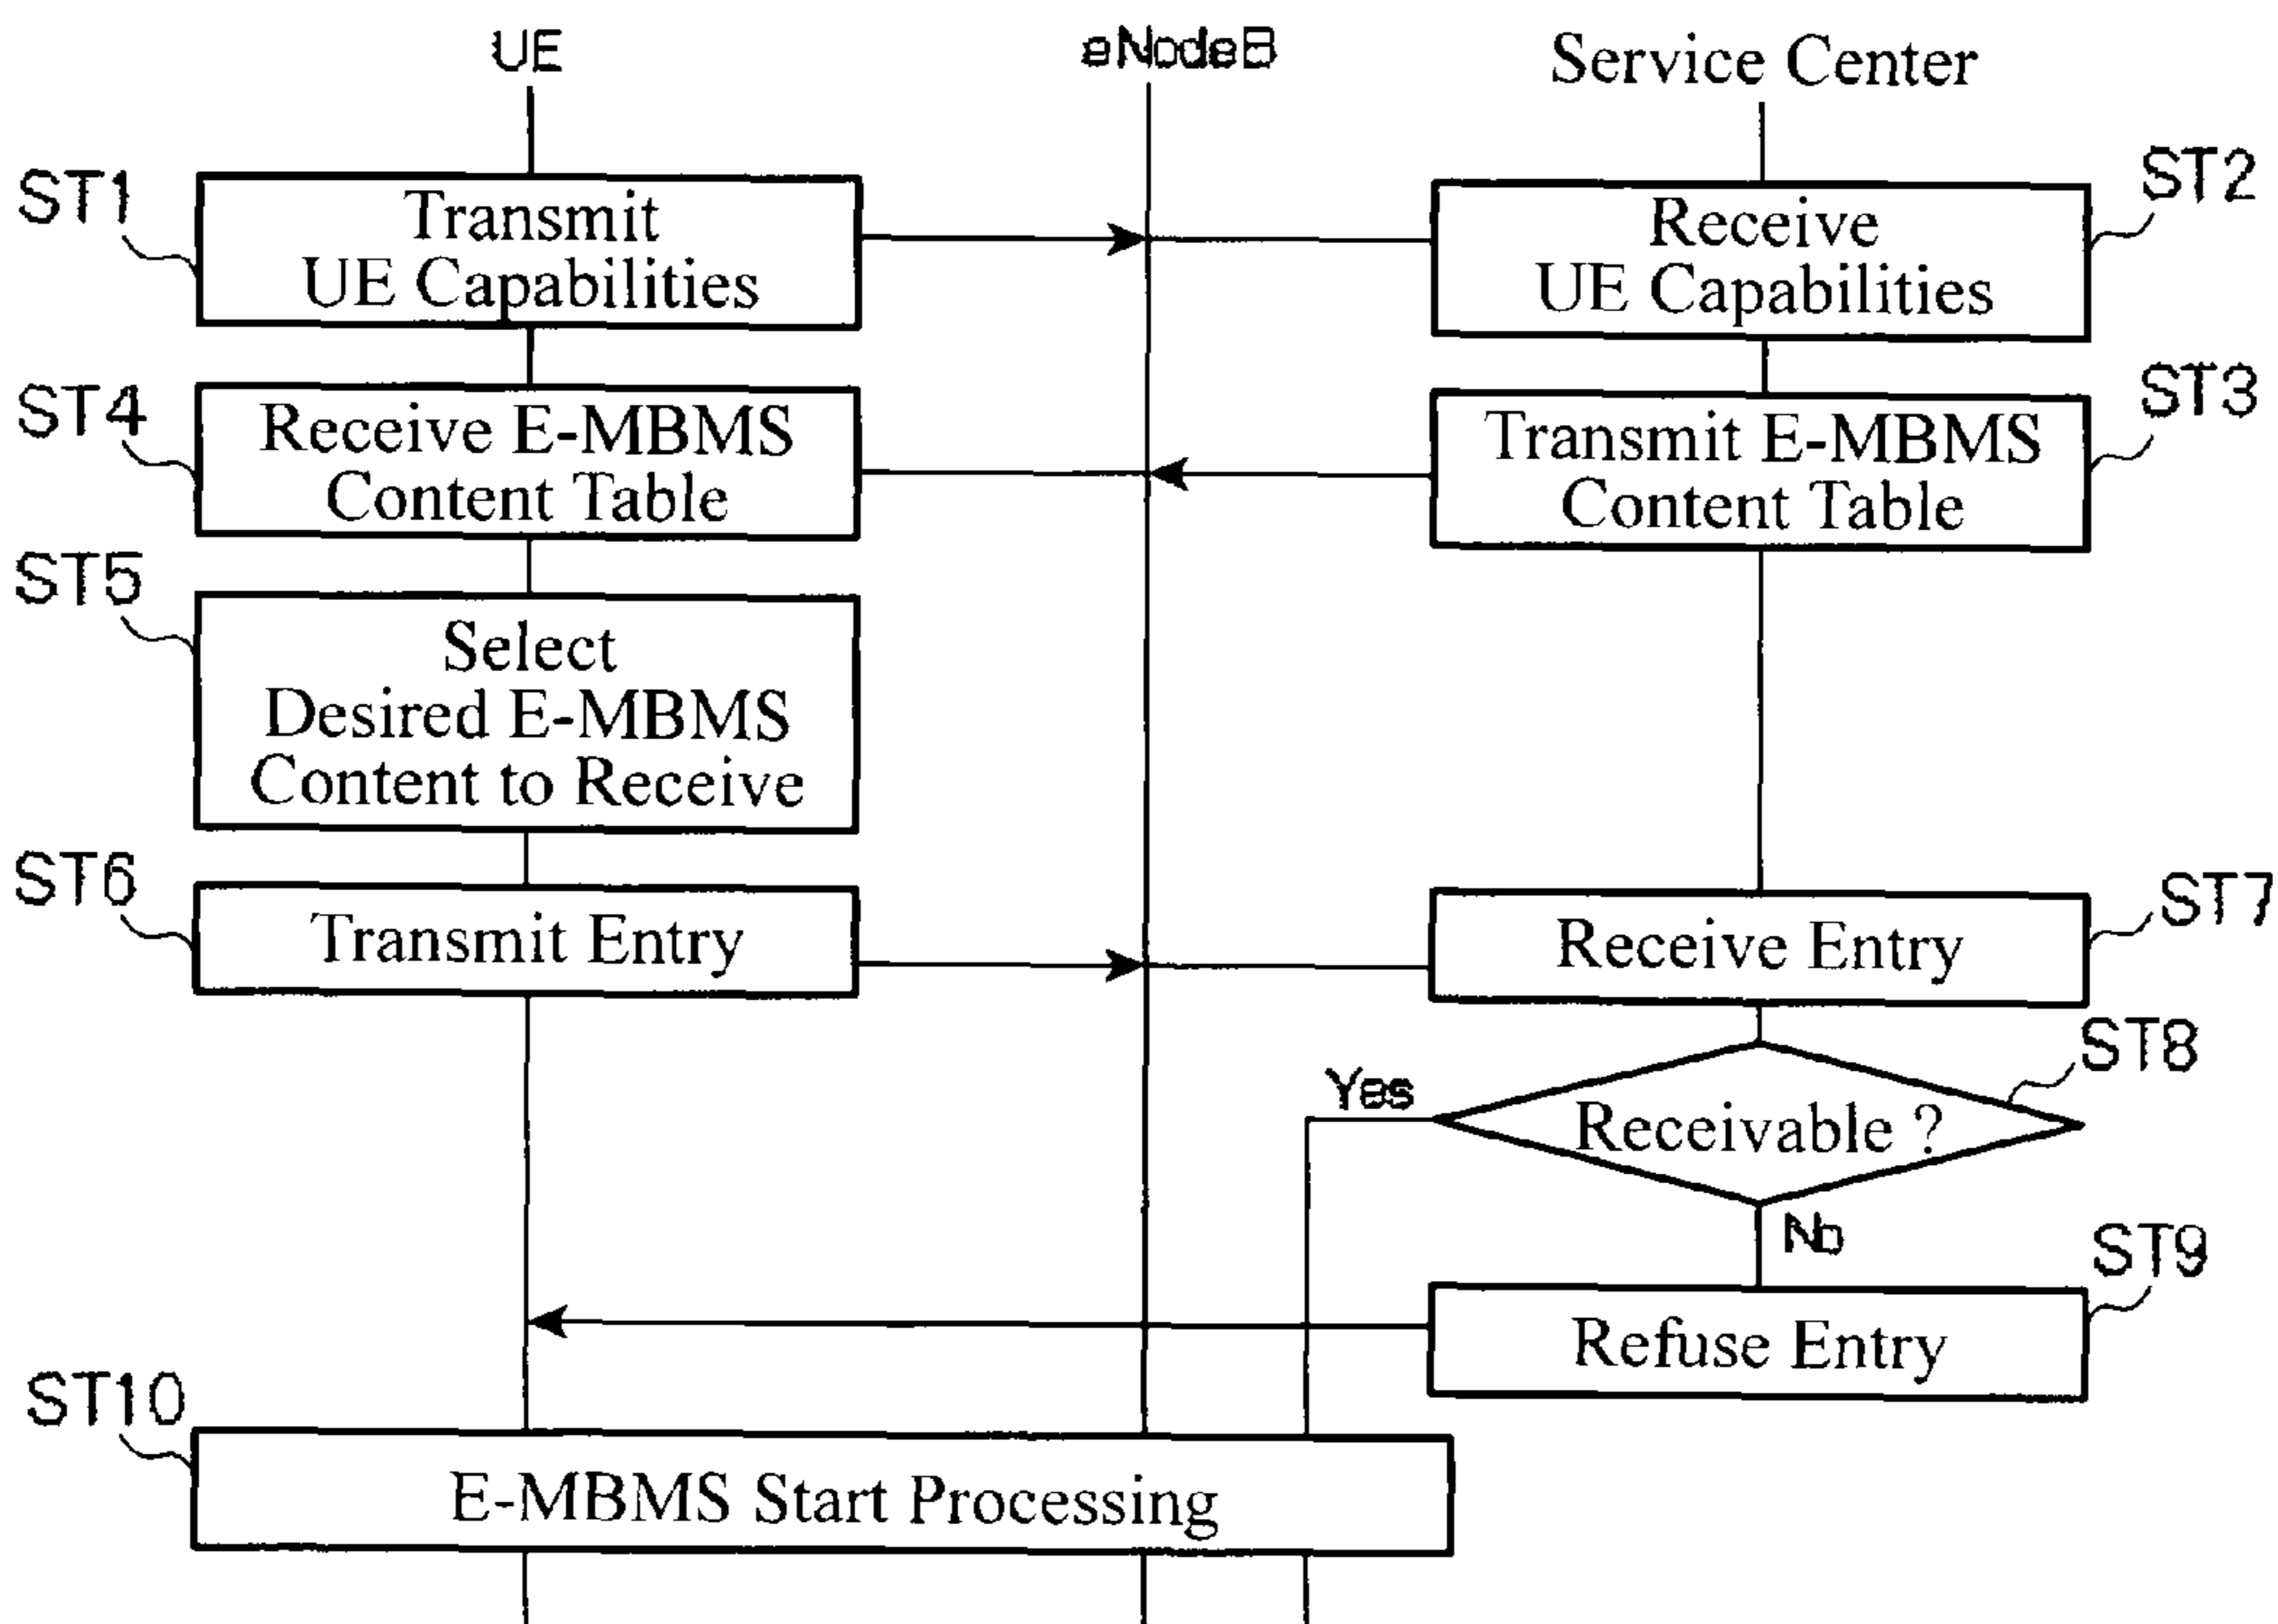 UE
eNodeB
Service Center
ST1
Transmit
UE Capabilities
ST2
Receive
UE Capabilities
ST4
Receive E-MBMS
Content Table
ST3
Transmit E-MBMS
Content Table
ST5
Select
Desired E-MBMS
Content to Receive
ST6
Transmit Entry
ST7
Receive Entry
ST8
Yes
Receivable ?
No
ST9
Refuse Entry
ST10
E-MBMS Start Processing